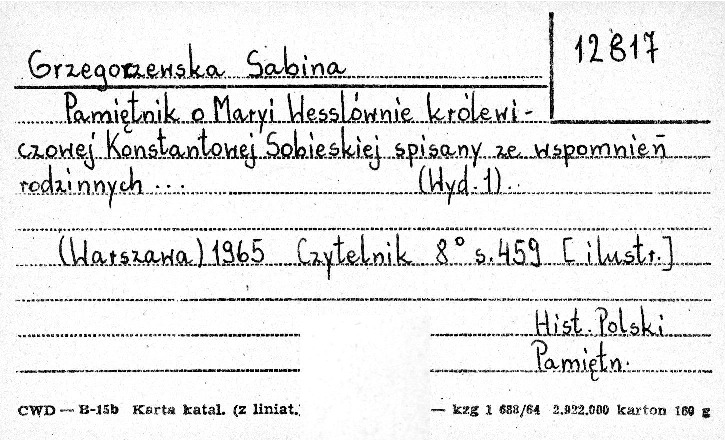 12817
Grzegorzewska Sabina
Pamiętnik o Maryi Wesslównie królewi-
czowej Konstantowej Sobieskiej spisany ze wspomnień
rodzinnych ... (Wyd. 1).
(Warszawa) 1965 Czytelnik 8° s. 459 [ilustr.]
Hist. Polski
Pamiętn.
CWD — B-15b Karta katal. (z liniat. — kzg 1 688/64 2.922.000 karton 160 g